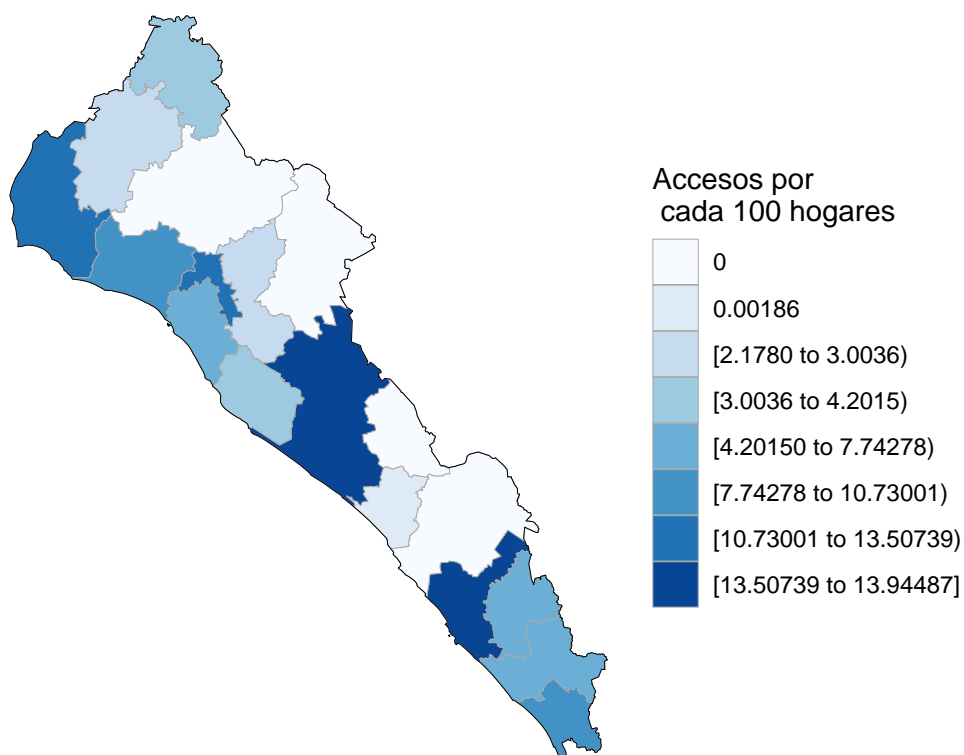 Accesos por
cada 100 hogares
0
0.00186
[2.1780 to 3.0036)
[3.0036 to 4.2015)
[4.20150 to 7.74278)
[7.74278 to 10.73001)
[10.73001 to 13.50739)
[13.50739 to 13.94487]